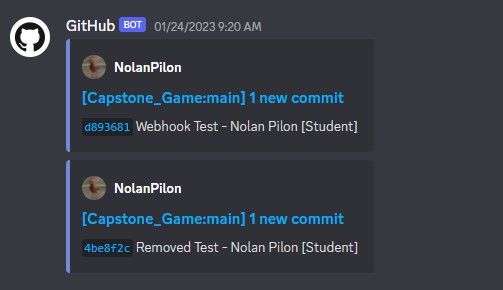 GitHub BOT 01/24/2023 9:20 AM
NolanPilon
[Capstone_Game:main] 1 new commit
d893681 Webhook Test - Nolan Pilon [Student]
NolanPilon
[Capstone_Game:main] 1 new commit
4be8f2c Removed Test - Nolan Pilon [Student]